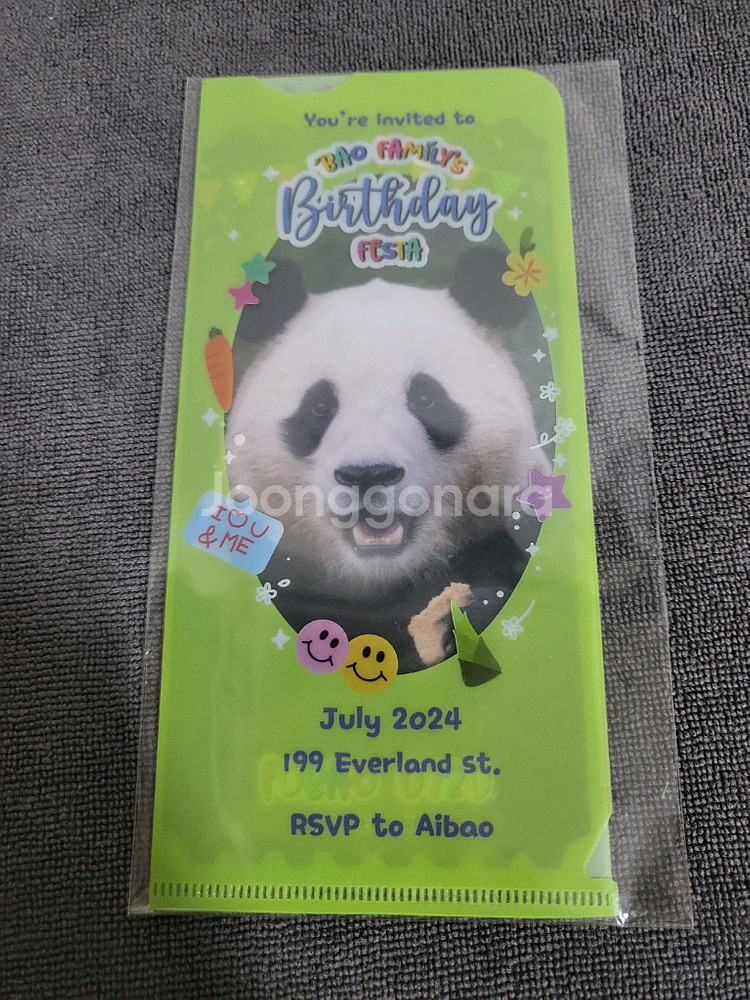 You're invited to
BAO FAMILY'S
Birthday
FESTA
Joonggonara
I♡U
& ME
July 2024
199 Everland st.
RSVP to Aibao